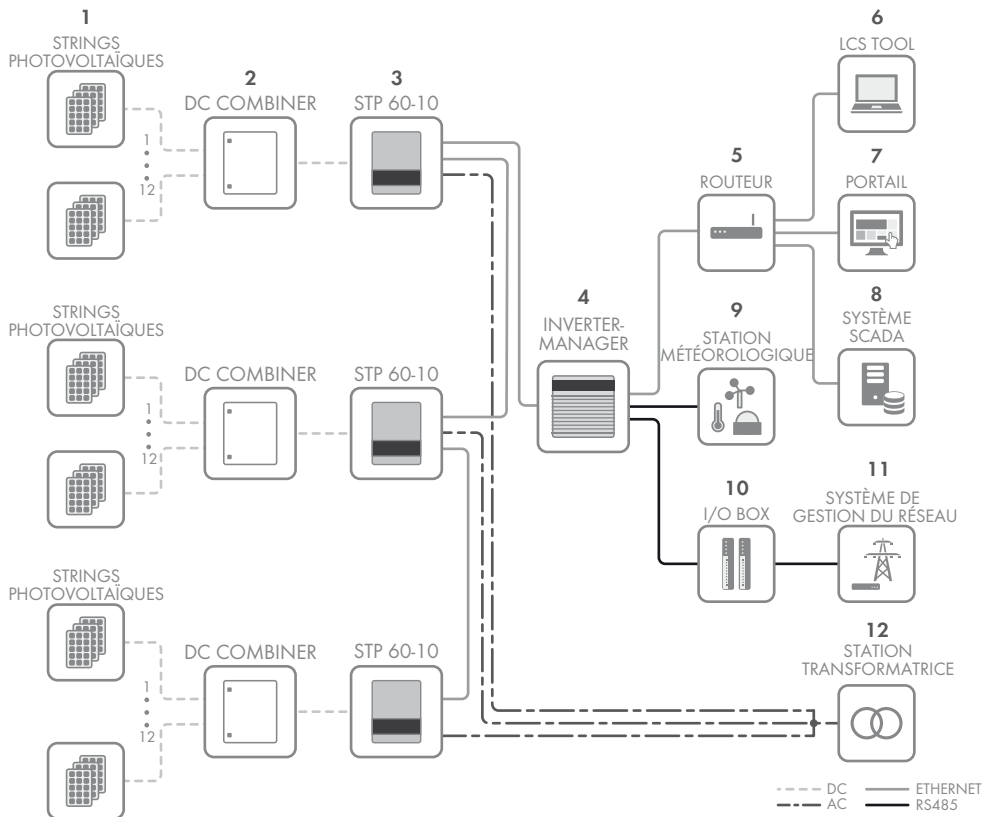 1
STRINGS
PHOTOVOLTAÏQUES
2
DC COMBINER
3
STP 60-10
1
12
6
LCS TOOL
5
ROUTEUR
7
PORTAIL
4
INVERTER-
MANAGER
9
STATION
MÉTÉOROLOGIQUE
8
SYSTÈME
SCADA
STRINGS
PHOTOVOLTAÏQUES
DC COMBINER
STP 60-10
1
12
10
I/O BOX
11
SYSTÈME DE
GESTION DU RÉSEAU
STRINGS
PHOTOVOLTAÏQUES
DC COMBINER
STP 60-10
1
12
12
STATION
TRANSFORMATRICE
DC
AC
ETHERNET
RS485